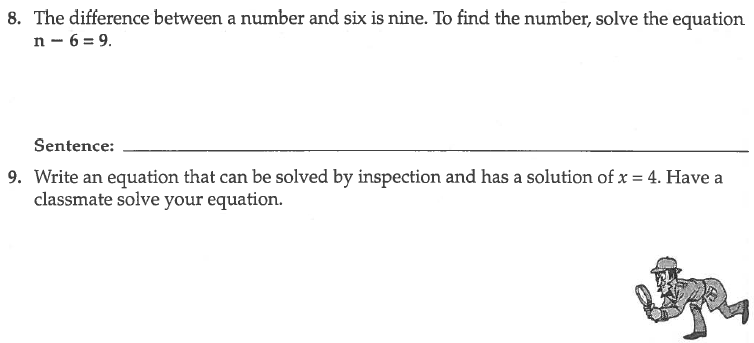 8. The difference between a number and six is nine. To find the number, solve the equation
n – 6 = 9.
Sentence:
9. Write an equation that can be solved by inspection and has a solution of x = 4. Have a
classmate solve your equation.